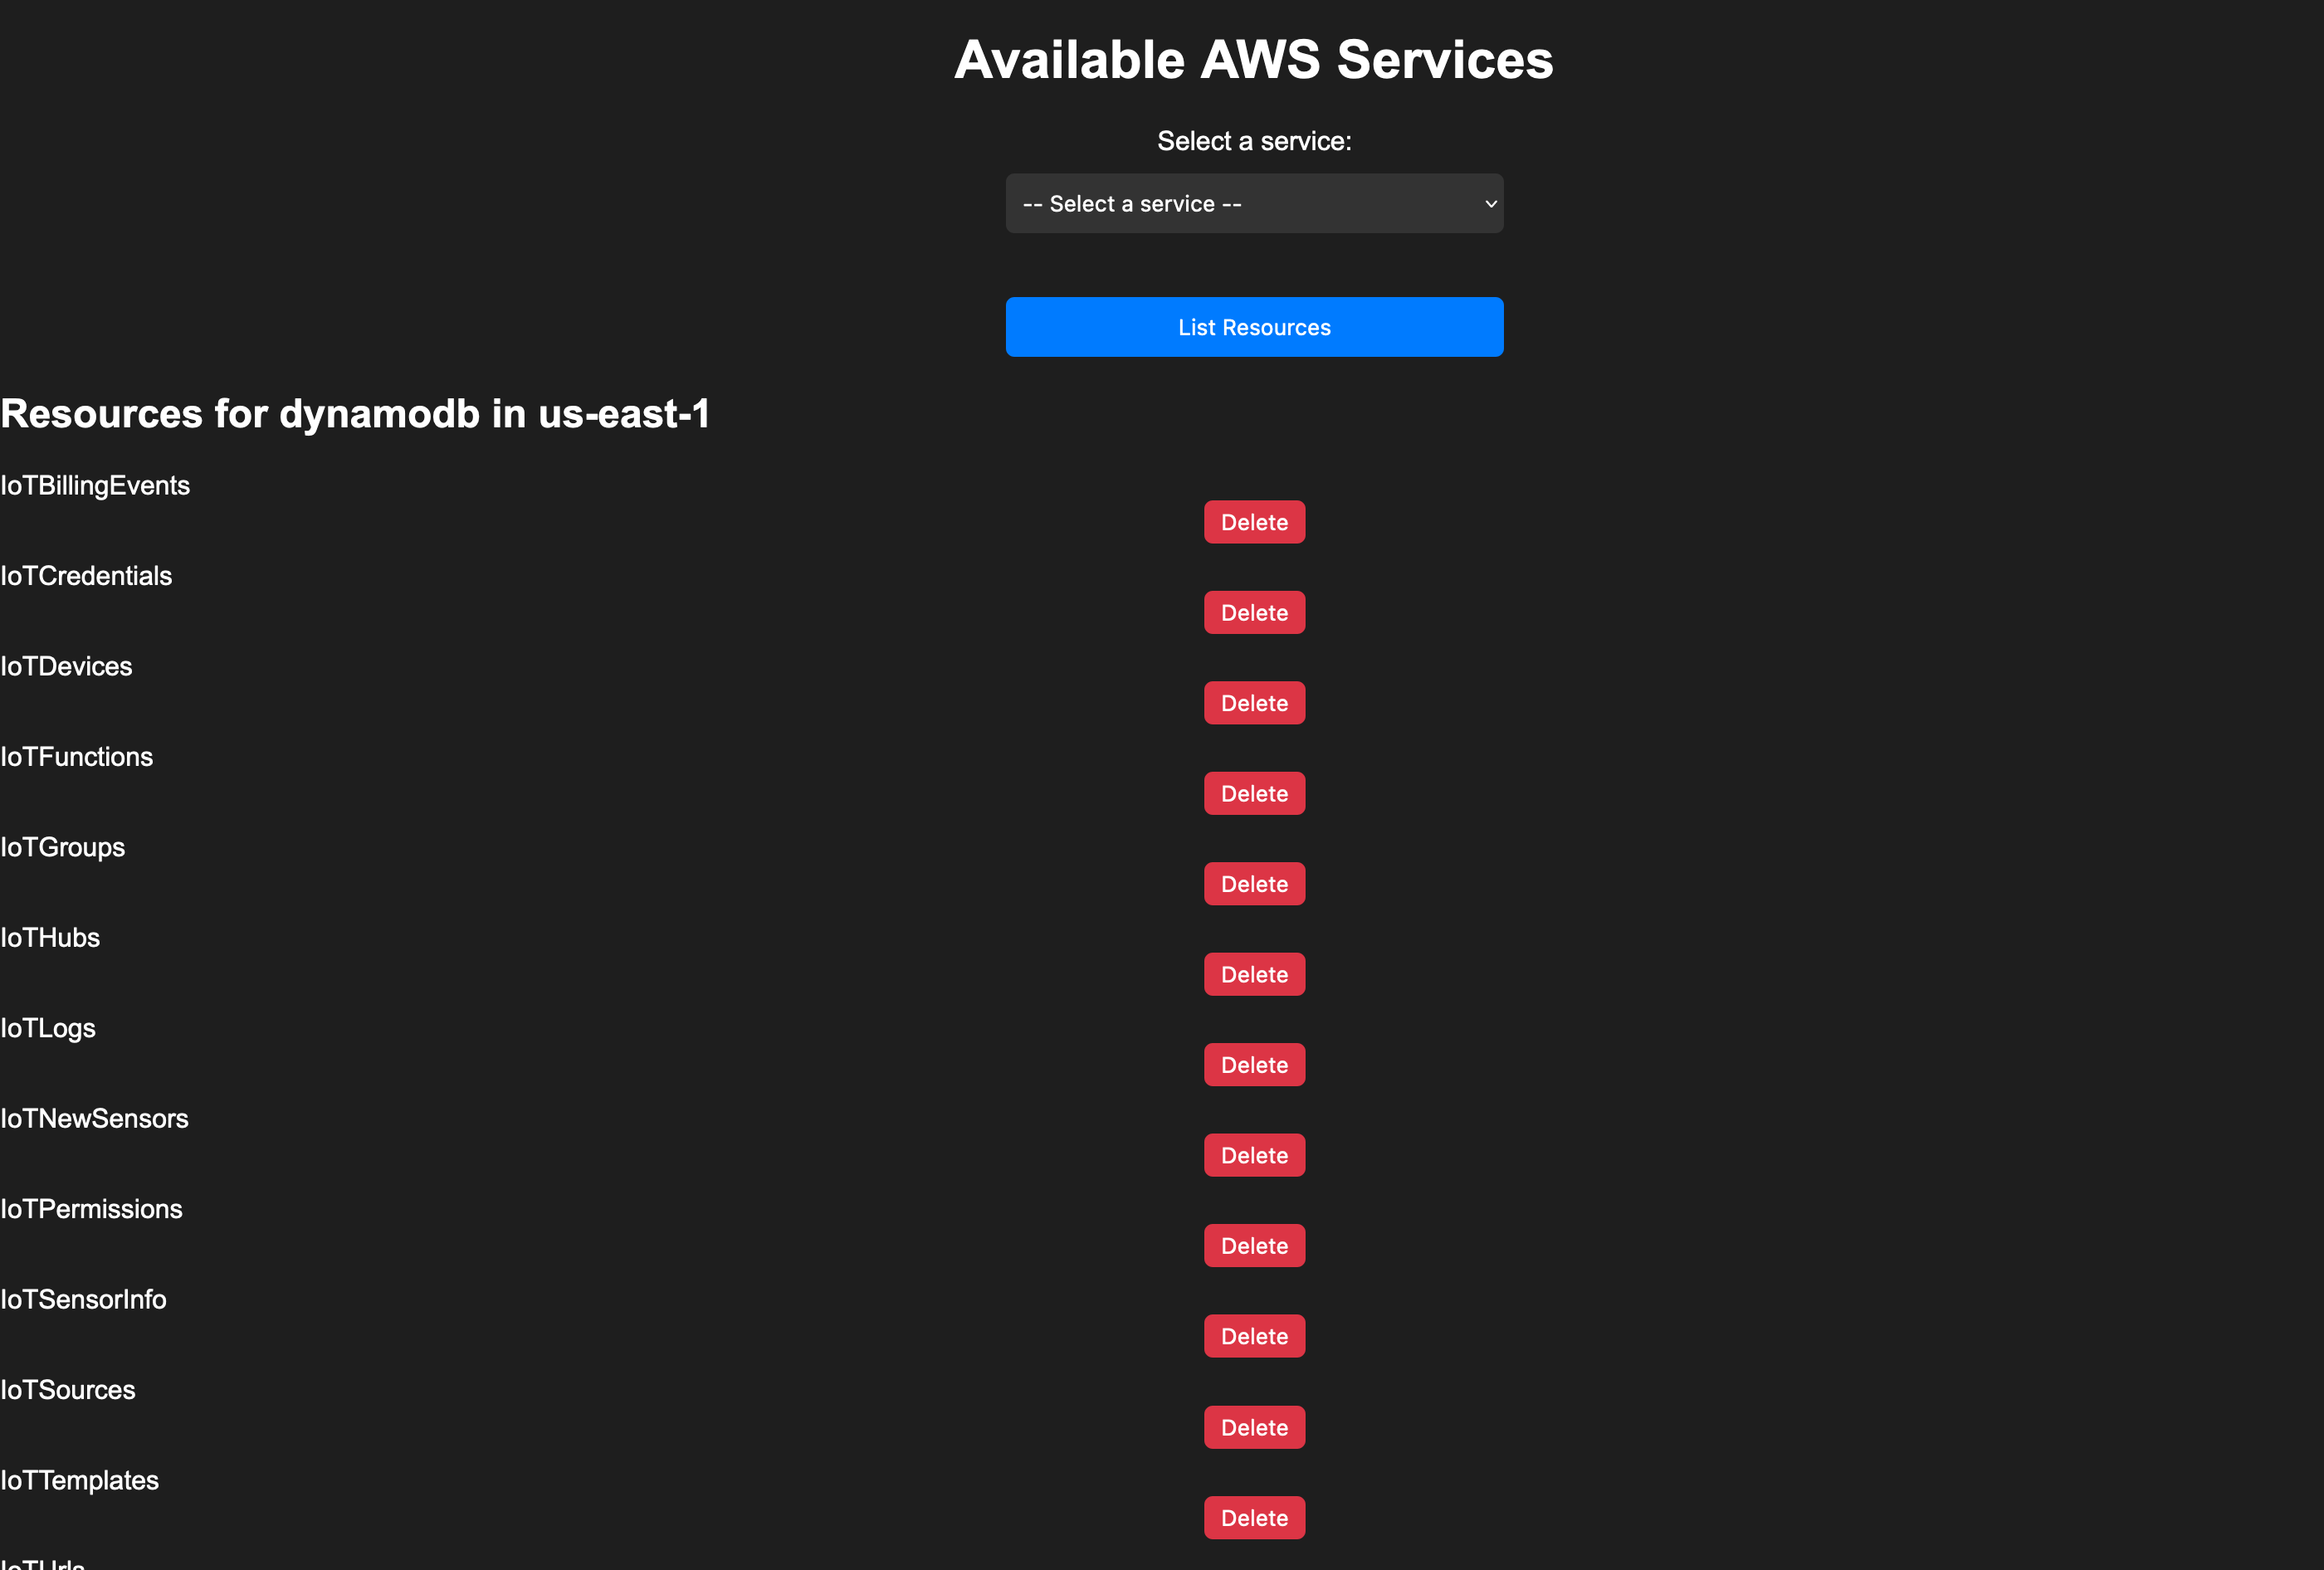 Available AWS Services
Select a service:
-- Select a service --
List Resources
Resources for dynamodb in us-east-1
IoTBillingEvents
Delete
IoTCredentials
Delete
IoTDevices
Delete
IoTFunctions
Delete
IoTGroups
Delete
IoTHubs
Delete
IoTLogs
Delete
IoTNewSensors
Delete
IoTPermissions
Delete
IoTSensorInfo
Delete
IoTSources
Delete
IoTTemplates
Delete
IoTUrls